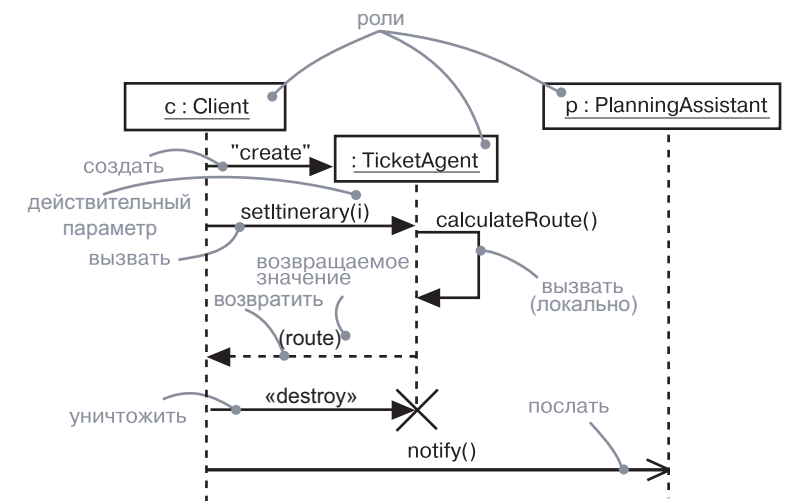 роли
c : Client
p : PlanningAssistant
"create"
: TicketAgent
создать
действительный
параметр
setItinerary(i)
calculateRoute()
вызвать
возвращаемое
значение
вызвать
(локально)
возвратить
(route)
«destroy»
уничтожить
послать
notify()